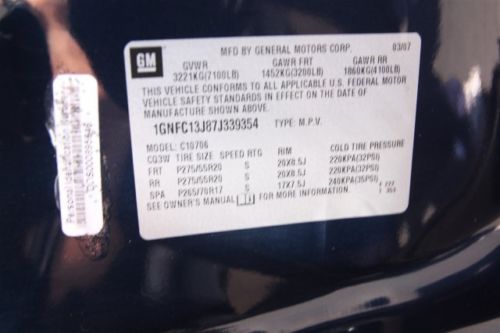 GM
MFD BY GENERAL MOTORS CORP. 03/07
GVWR GAWR FRT GAWR RR
3221KG(7100LB) 1452KG(3200LB) 1860KG(4100LB)
THIS VEHICLE CONFORMS TO ALL APPLICABLE U.S. FEDERAL MOTOR
VEHICLE SAFETY STANDARDS IN EFFECT ON THE DATE OF
MANUFACTURE SHOWN ABOVE.
1GNFC13J87J339354 TYPE: M.P.V.
MODEL: C10706
CQ3W TIRE SIZE SPEED RTG RIM COLD TIRE PRESSURE
FRT P275/55R20 S 20X8.5J 220KPA(32PSI)
RR P275/55R20 S 20X8.5J 220KPA(32PSI)
SPA P265/70R17 S 17X7.5J 240KPA(35PSI)
SEE OWNER'S MANUAL FOR MORE INFORMATION.
Personal Identification